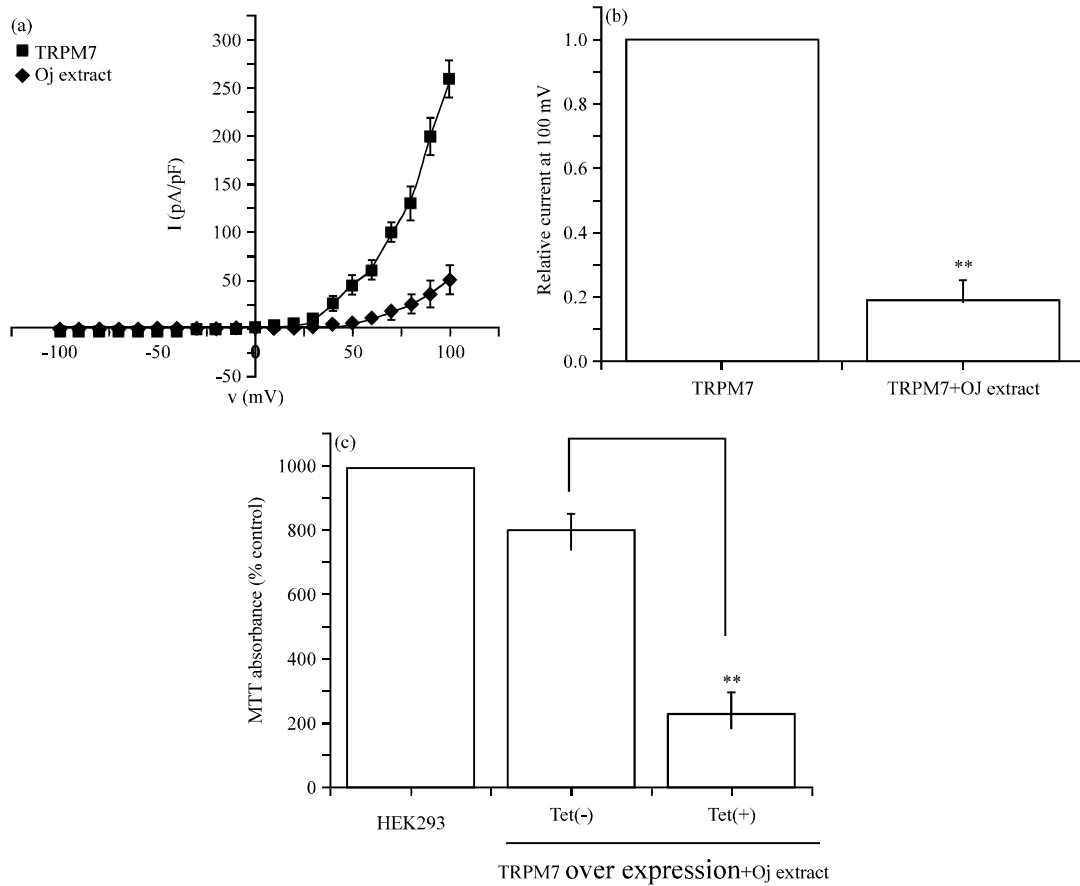 (a)
TRPM7
Oj extract
300
250
200
150
100
50
-50
I (pA/pF)
-100
-50
0
50
100
v (mV)
(b)
1.0
0.8
0.6
0.4
0.2
0.0
Relative current at 100 mV
**
TRPM7
TRPM7+OJ extract
(c)
1000
800
600
400
200
0
MTT absorbance (% control)
**
HEK293
Tet(-)
Tet(+)
TRPM7 over expression+Oj extract